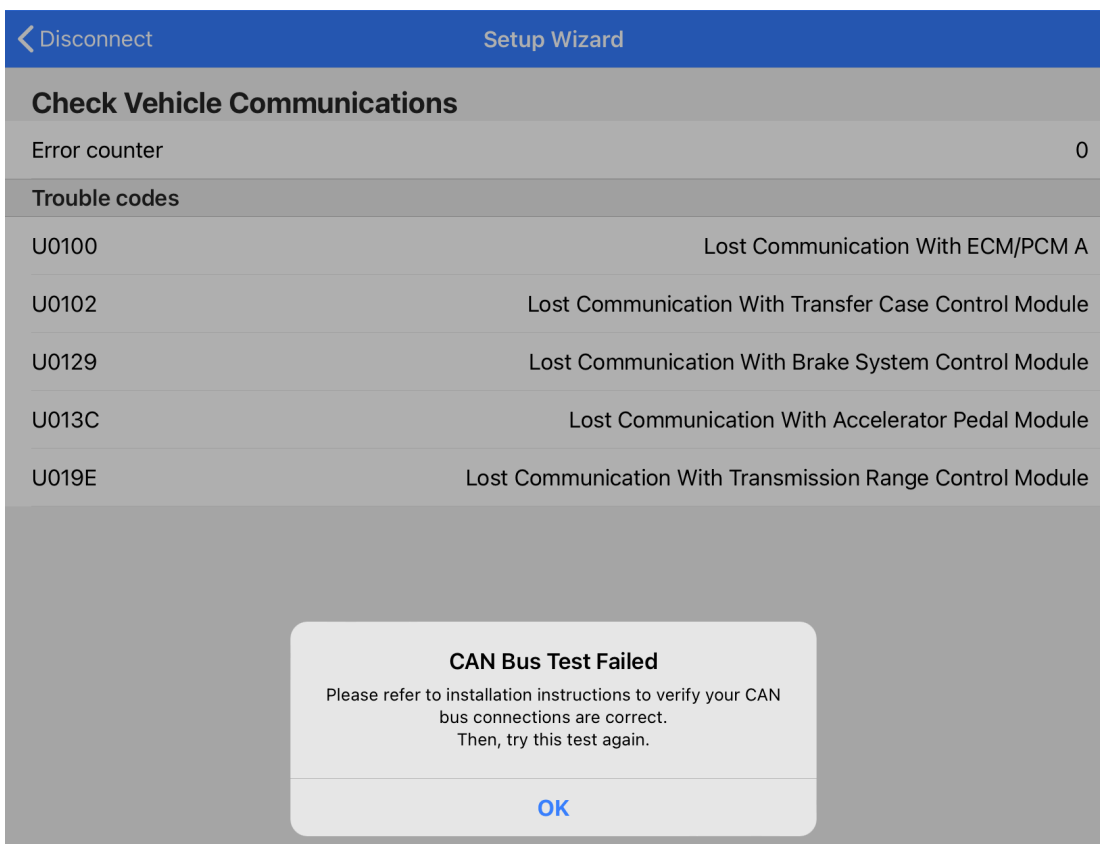 Disconnect
Setup Wizard
Check Vehicle Communications
Error counter 0
Trouble codes
U0100 Lost Communication With ECM/PCM A
U0102 Lost Communication With Transfer Case Control Module
U0129 Lost Communication With Brake System Control Module
U013C Lost Communication With Accelerator Pedal Module
U019E Lost Communication With Transmission Range Control Module
CAN Bus Test Failed
Please refer to installation instructions to verify your CAN
bus connections are correct.
Then, try this test again.
OK